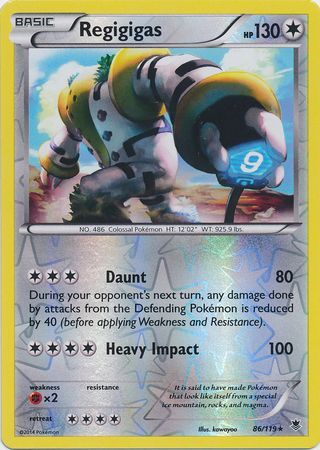 BASIC
Regigigas HP130
9
NO. 486 Colossal Pokémon HT: 12'02" WT: 925.9 lbs.
Daunt 80
During your opponent's next turn, any damage done
by attacks from the Defending Pokémon is reduced
by 40 (before applying Weakness and Resistance).
Heavy Impact 100
weakness resistance
×2
It is said to have made Pokémon
that look like itself from a special
ice mountain, rocks, and magma.
retreat
©2014 Pokémon Illus. kawayoo 86/119★